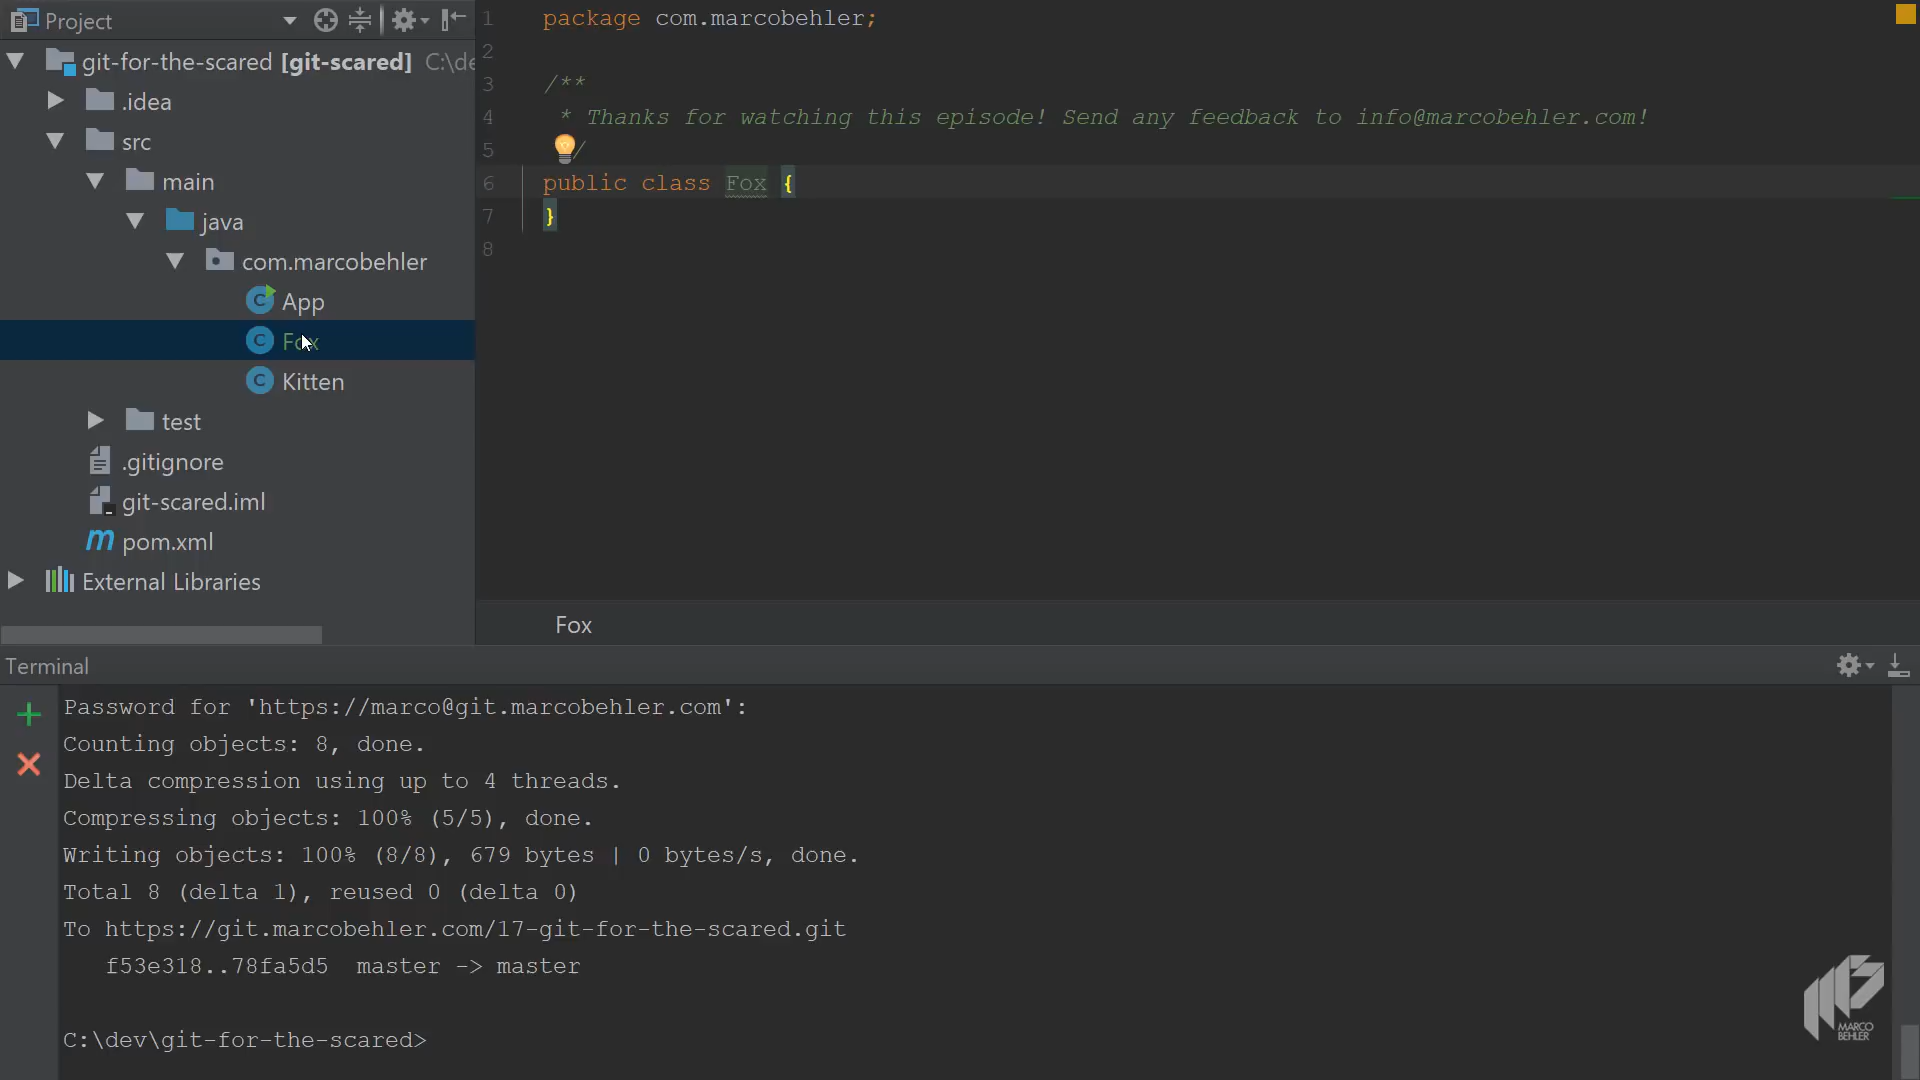 Project
git-for-the-scared [git-scared] C:\de
.idea
src
main
java
com.marcobehler
App
Fox
Kitten
test
.gitignore
git-scared.iml
pom.xml
External Libraries
1 package com.marcobehler;
2
3 /**
4 * Thanks for watching this episode! Send any feedback to info@marcobehler.com!
5 /
6 public class Fox {
7 }
8
Fox
Terminal
Password for 'https://marco@git.marcobehler.com':
Counting objects: 8, done.
Delta compression using up to 4 threads.
Compressing objects: 100% (5/5), done.
Writing objects: 100% (8/8), 679 bytes | 0 bytes/s, done.
Total 8 (delta 1), reused 0 (delta 0)
To https://git.marcobehler.com/17-git-for-the-scared.git
f53e318..78fa5d5 master -> master
C:\dev\git-for-the-scared>
MARCO
BEHLER